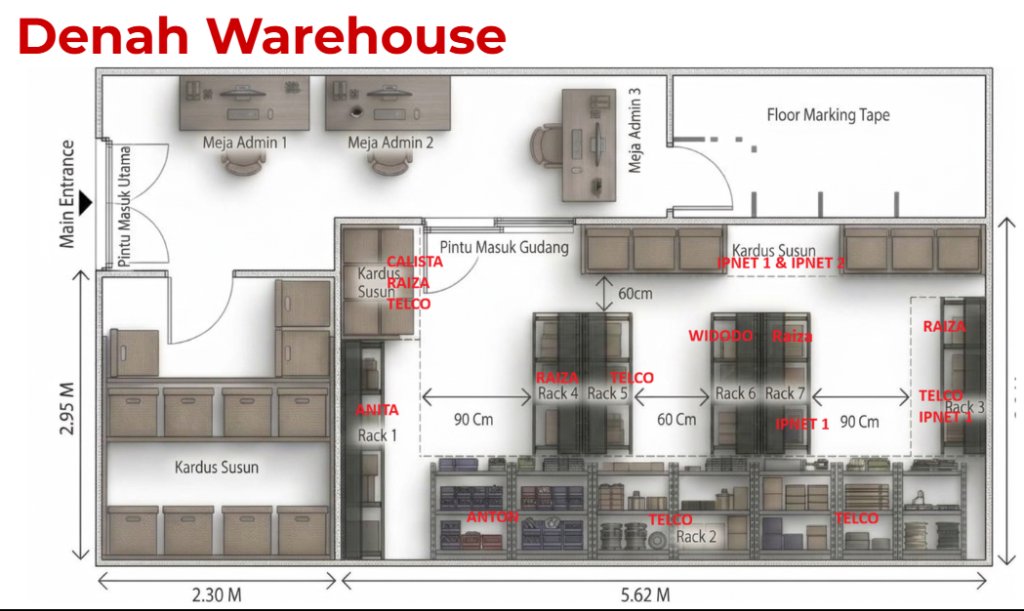 Denah Warehouse
Meja Admin 1
Meja Admin 2
Meja Admin 3
Floor Marking Tape
Main Entrance
Pintu Masuk Utama
Pintu Masuk Gudang
Kardus Susun
CALISTA
RAIZA
TELCO
Kardus Susun
IPNET 1 & IPNET 2
60cm
WIDODO
Raiza
RAIZA
RAIZA
TELCO
Rack 4
Rack 5
Rack 6
Rack 7
TELCO
IPNET 1
Rack 3
90 Cm
60 Cm
IPNET 1
90 Cm
ANITA
Rack 1
2.95 M
Kardus Susun
ANTON
TELCO
TELCO
Rack 2
2.30 M
5.62 M